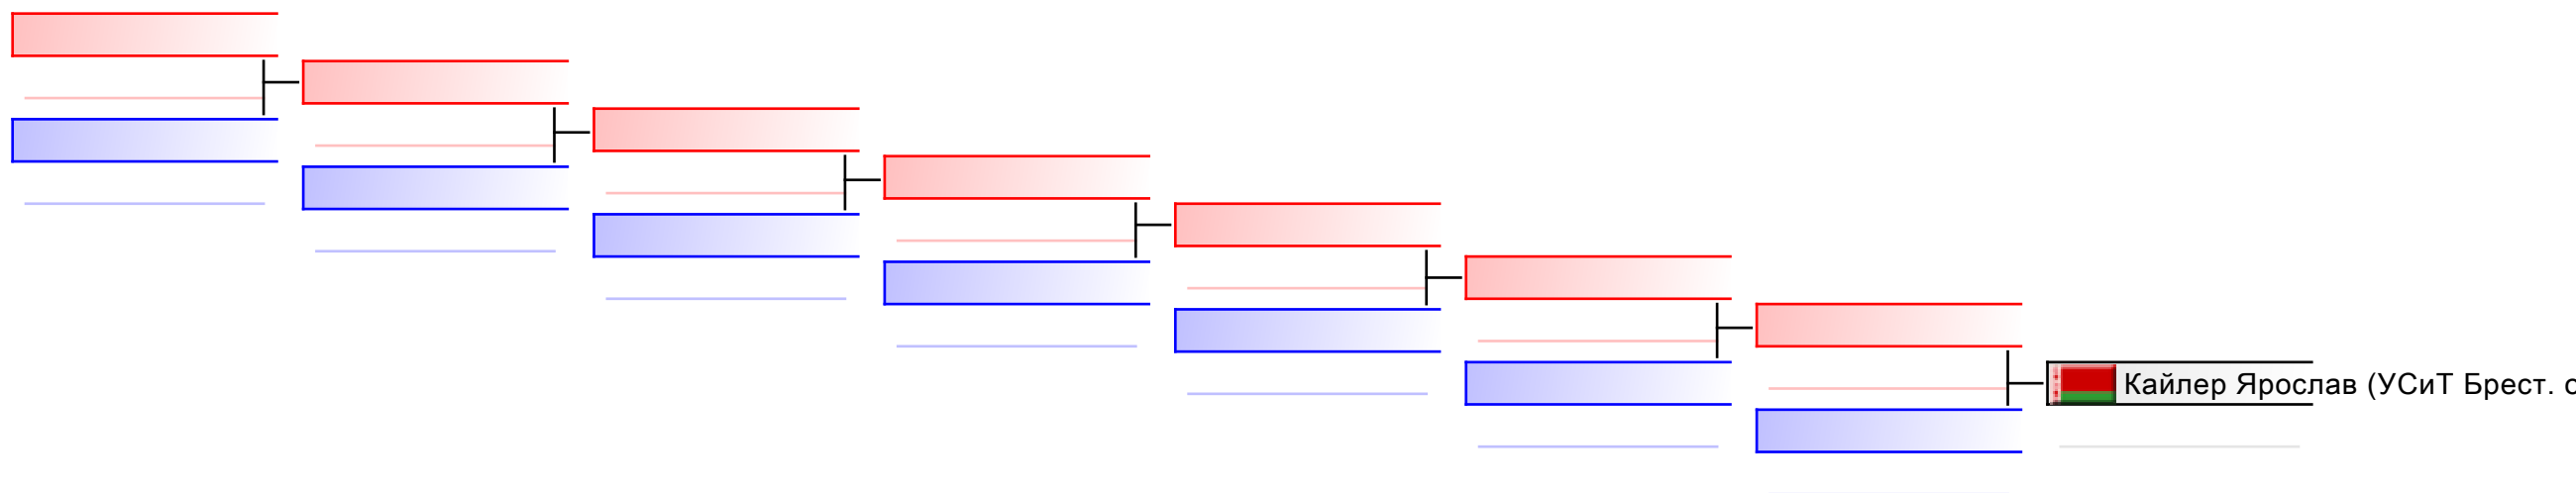 Кайлер Ярослав (УСиТ Брест. о